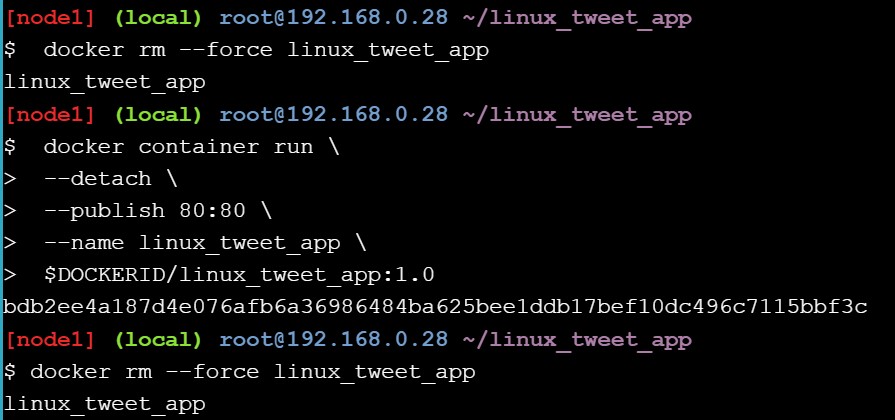 [node1] (local) root@192.168.0.28 ~/linux_tweet_app
$  docker rm --force linux_tweet_app
linux_tweet_app
[node1] (local) root@192.168.0.28 ~/linux_tweet_app
$  docker container run \
>  --detach \
>  --publish 80:80 \
>  --name linux_tweet_app \
>  $DOCKERID/linux_tweet_app:1.0
bdb2ee4a187d4e076afb6a36986484ba625bee1ddb17bef10dc496c7115bbf3c
[node1] (local) root@192.168.0.28 ~/linux_tweet_app
$ docker rm --force linux_tweet_app
linux_tweet_app